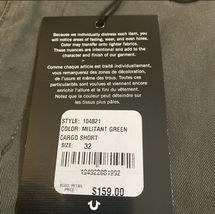 Because we individually distress each item, you
will notice areas of fading, wear, and even holes.
Color may transfer onto lighter fabrics.
These nuances are intentional and add to the
character and finish of our garment.
Comme chaque article est traité individuellement,
vous remarquerez des zones de décoloration,
d'usure et même des trous. Toutes ces
particularités sont voulues et viennent encore
enrichir l'allure et le fini du vêtement.
Notez que la couleur peut déteindre sur
les tissus plus pâles.
STYLE: 104821
COLOR: MILITANT GREEN
CARGO SHORT
SIZE: 32
SUGG. RETAIL
PRICE
$159.00